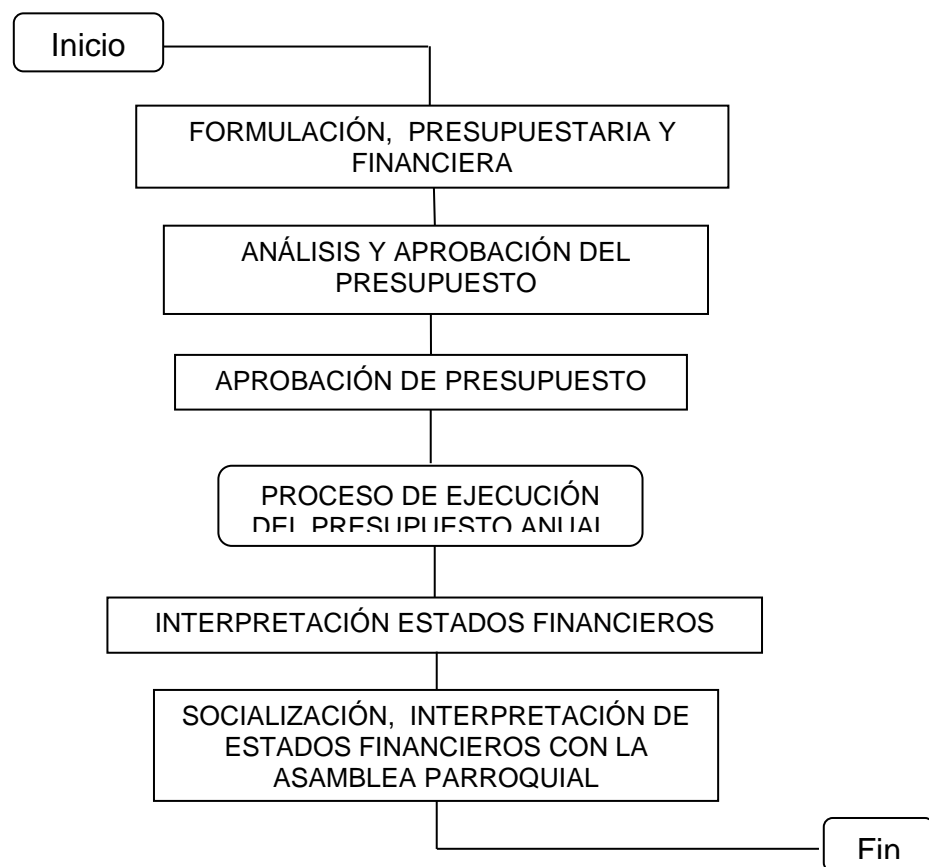 Inicio
FORMULACIÓN, PRESUPUESTARIA Y
FINANCIERA
ANÁLISIS Y APROBACIÓN DEL
PRESUPUESTO
APROBACIÓN DE PRESUPUESTO
PROCESO DE EJECUCIÓN
DEL PRESUPUESTO ANUAL
INTERPRETACIÓN ESTADOS FINANCIEROS
SOCIALIZACIÓN, INTERPRETACIÓN DE
ESTADOS FINANCIEROS CON LA
ASAMBLEA PARROQUIAL
Fin